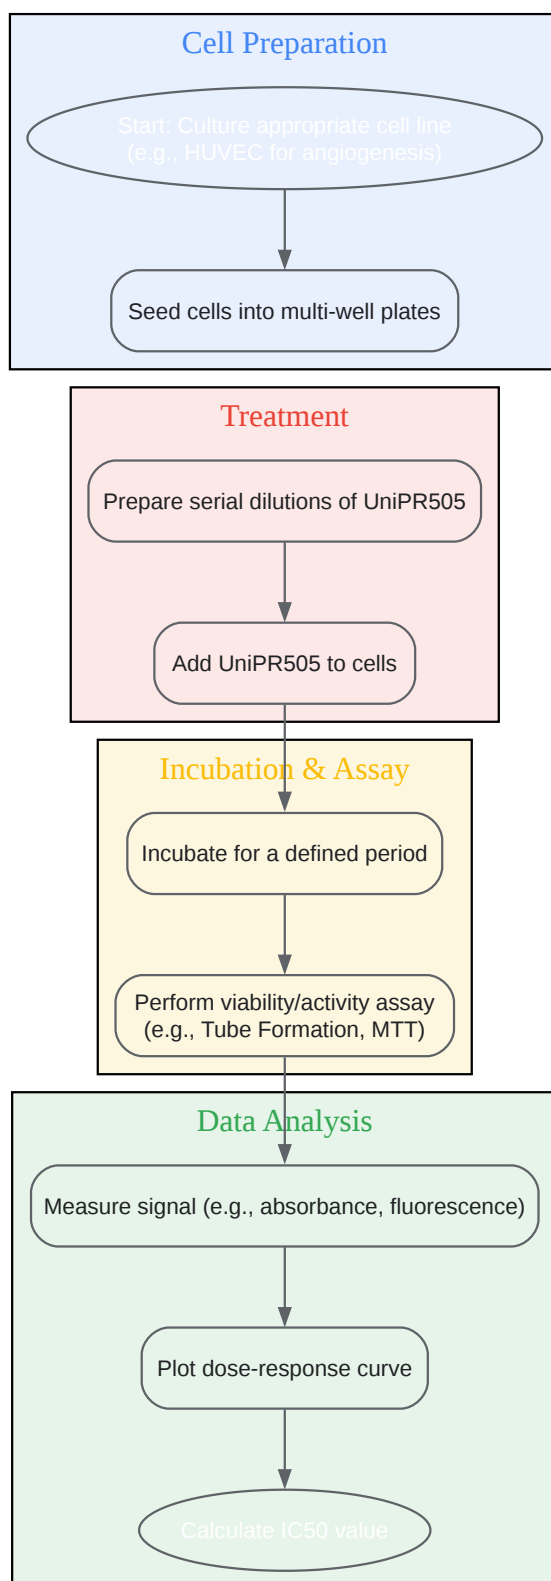 Cell Preparation
Start: Culture appropriate cell line
(e.g., HUVEC for angiogenesis)
Seed cells into multi-well plates
Treatment
Prepare serial dilutions of UniPR505
Add UniPR505 to cells
Incubation & Assay
Incubate for a defined period
Perform viability/activity assay
(e.g., Tube Formation, MTT)
Data Analysis
Measure signal (e.g., absorbance, fluorescence)
Plot dose-response curve
Calculate IC50 value